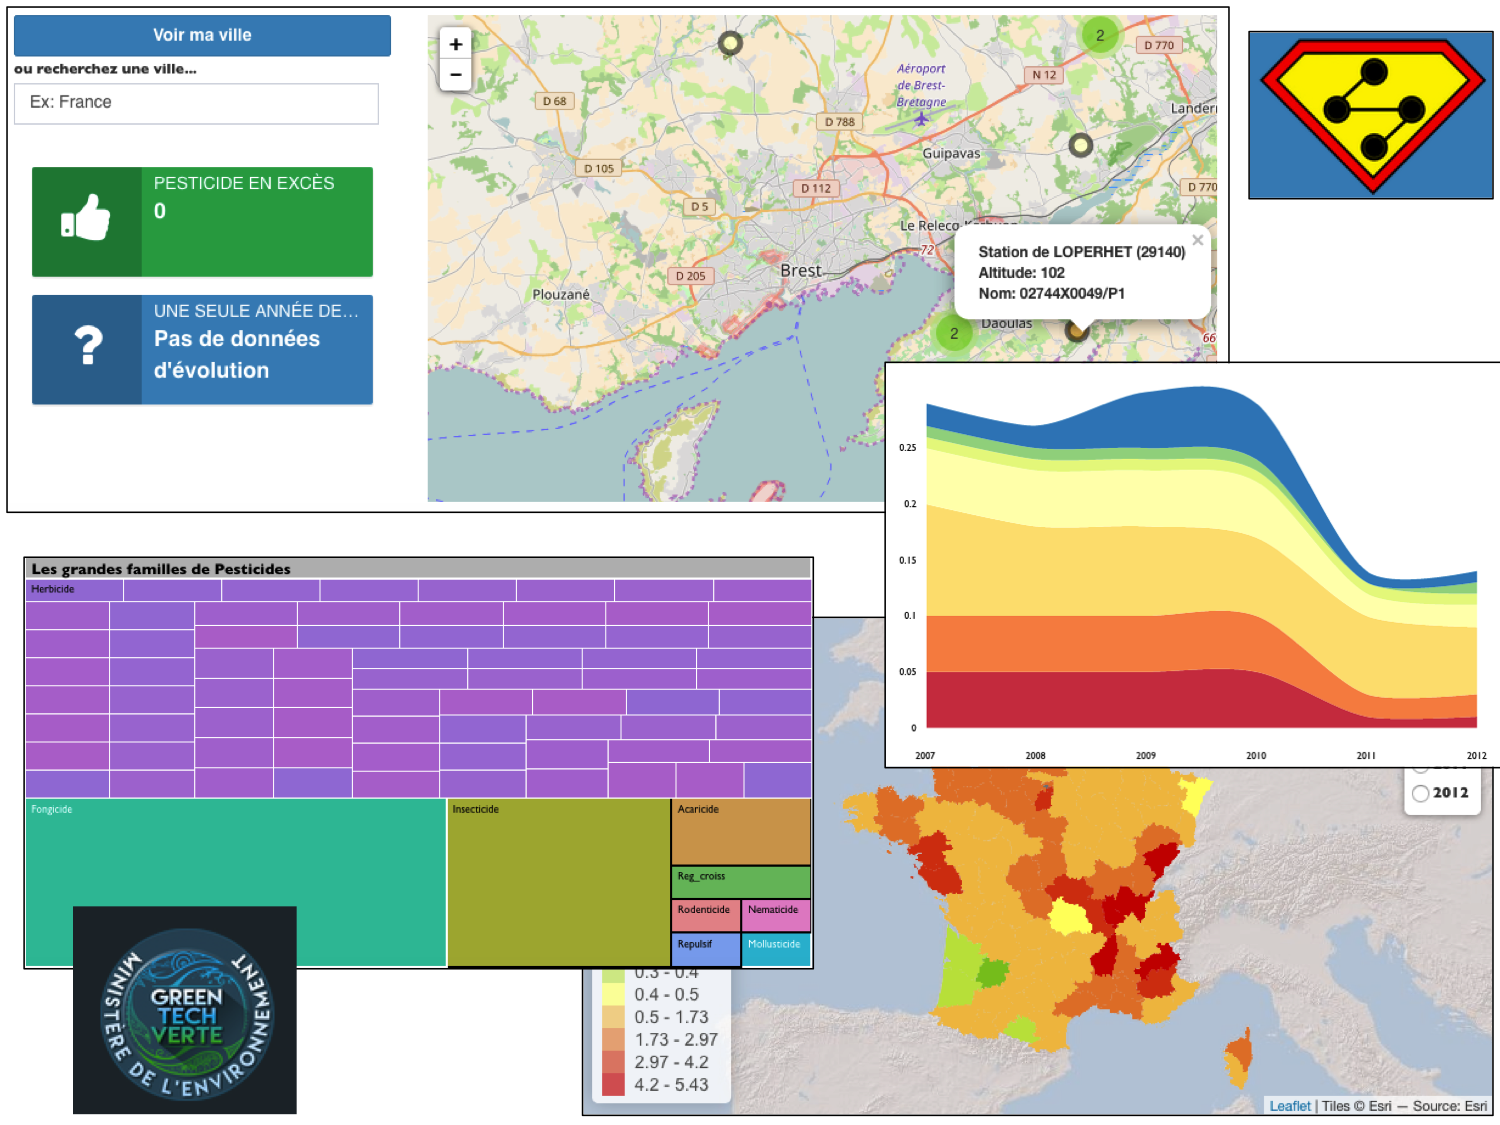 Voir ma ville
ou recherchez une ville...
Ex: France
PESTICIDE EN EXCÈS
0
UNE SEULE ANNÉE DE...
Pas de données
d'évolution
+
−
2
D 770
Aéroport
de Brest-
Bretagne
N 12
D 68
Landern
D 788
Guipavas
D 105
D 112
D 770
D 5
Le Relecq-Kerhuon
72
Station de LOPERHET (29140)
Altitude: 102
Nom: 02744X0049/P1
×
D 205
Brest
Plouzané
2
Daoulas
66
0.25
0.2
0.15
0.1
0.05
0
2007
2008
2009
2010
2011
2012
Les grandes familles de Pesticides
Herbicide
Fongicide
Insecticide
Acaricide
Reg_croiss
Rodenticide
Nematicide
Repulsif
Mollusticide
2012
0.3 - 0.4
0.4 - 0.5
0.5 - 1.73
1.73 - 2.97
2.97 - 4.2
4.2 - 5.43
MINISTÈRE DE L'ENVIRONNEMENT
GREEN
TECH
VERTE
Leaflet | Tiles © Esri — Source: Esri